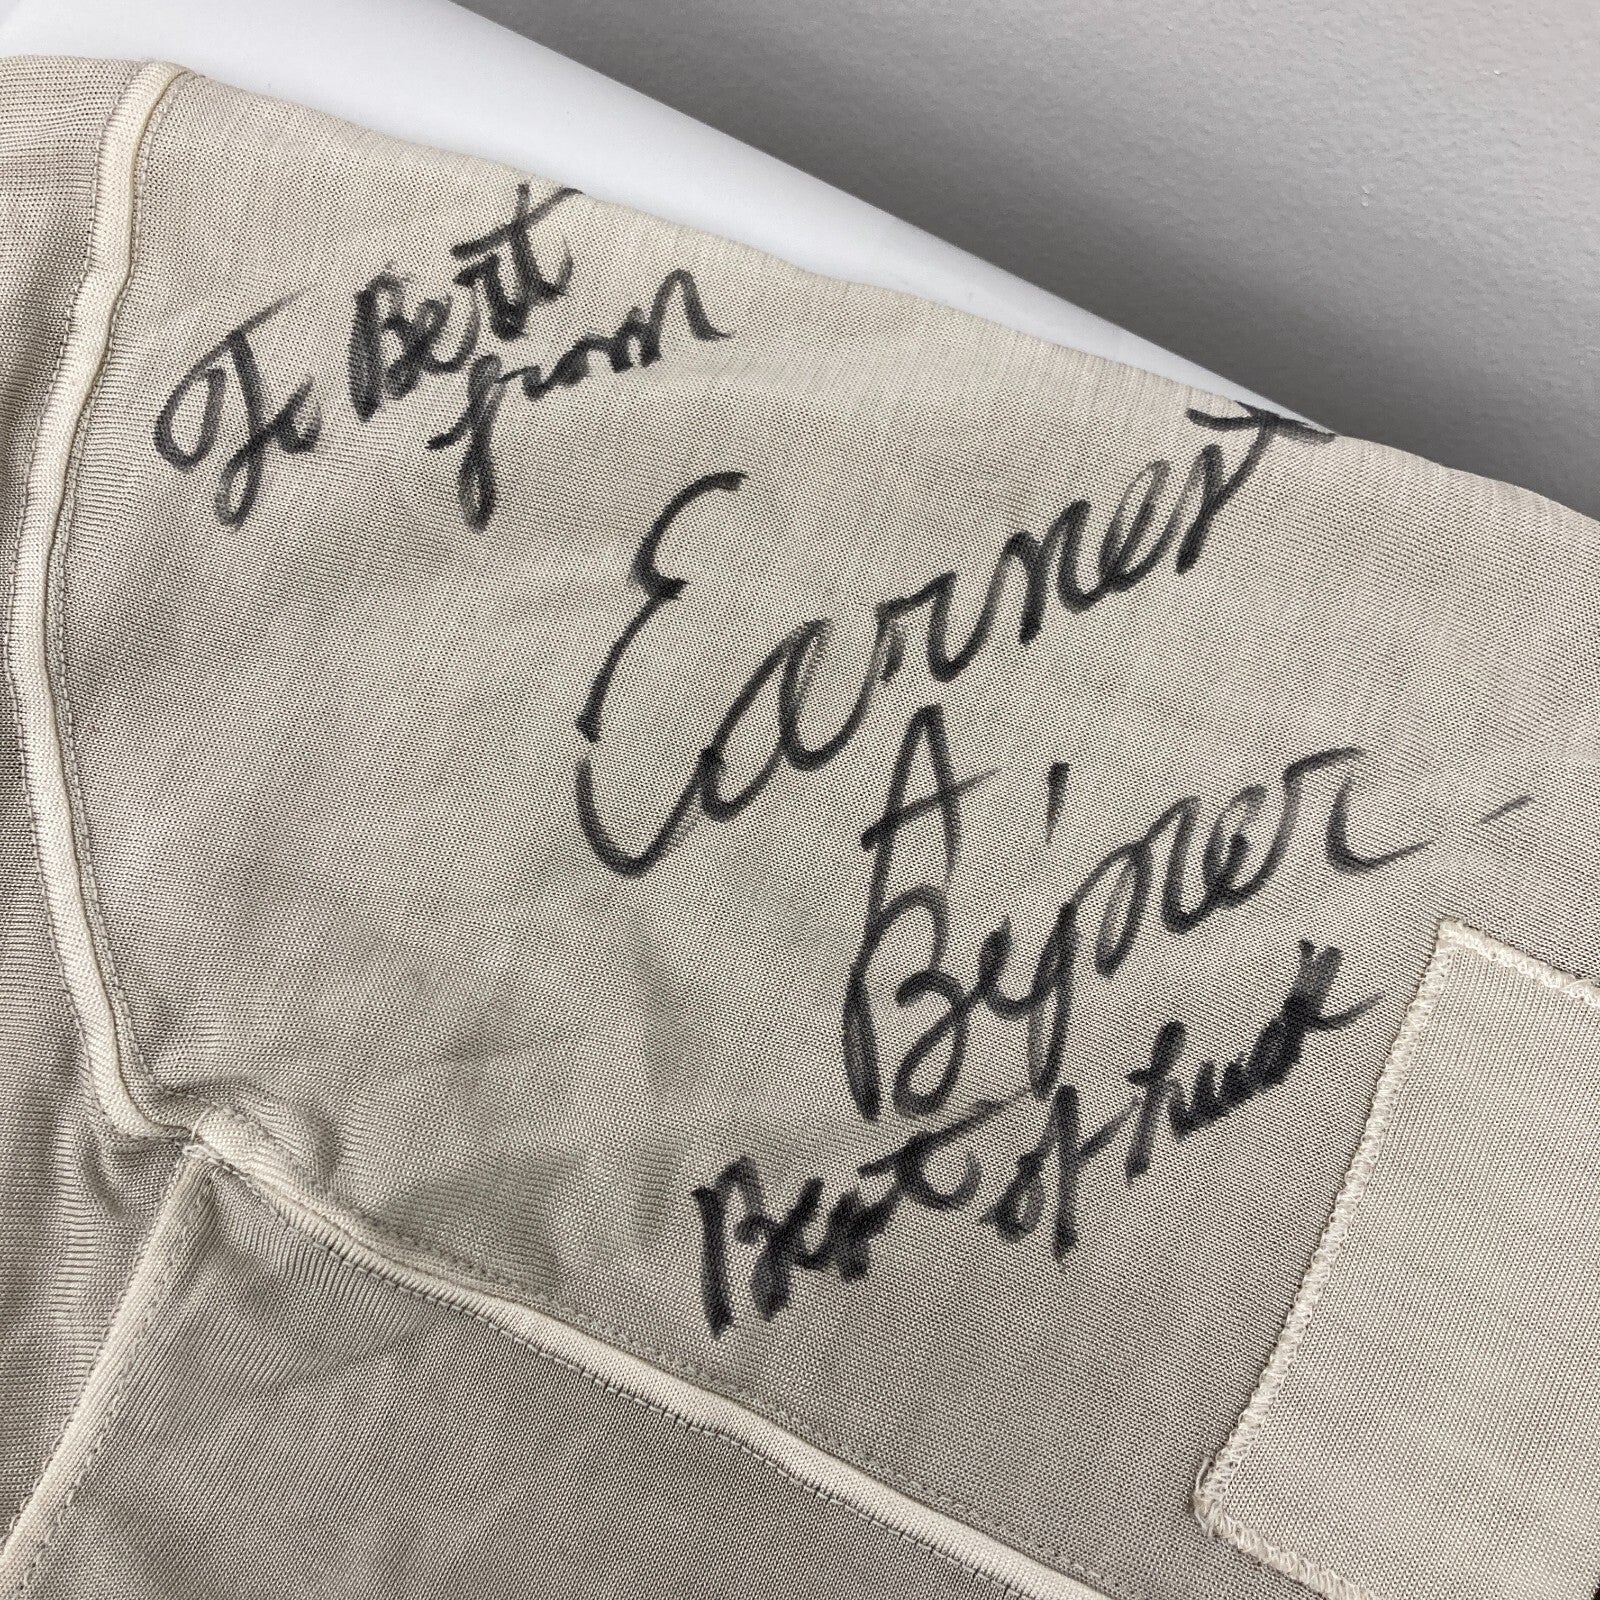 To Bert
from
Earnest
A'
Byner
Best of luck